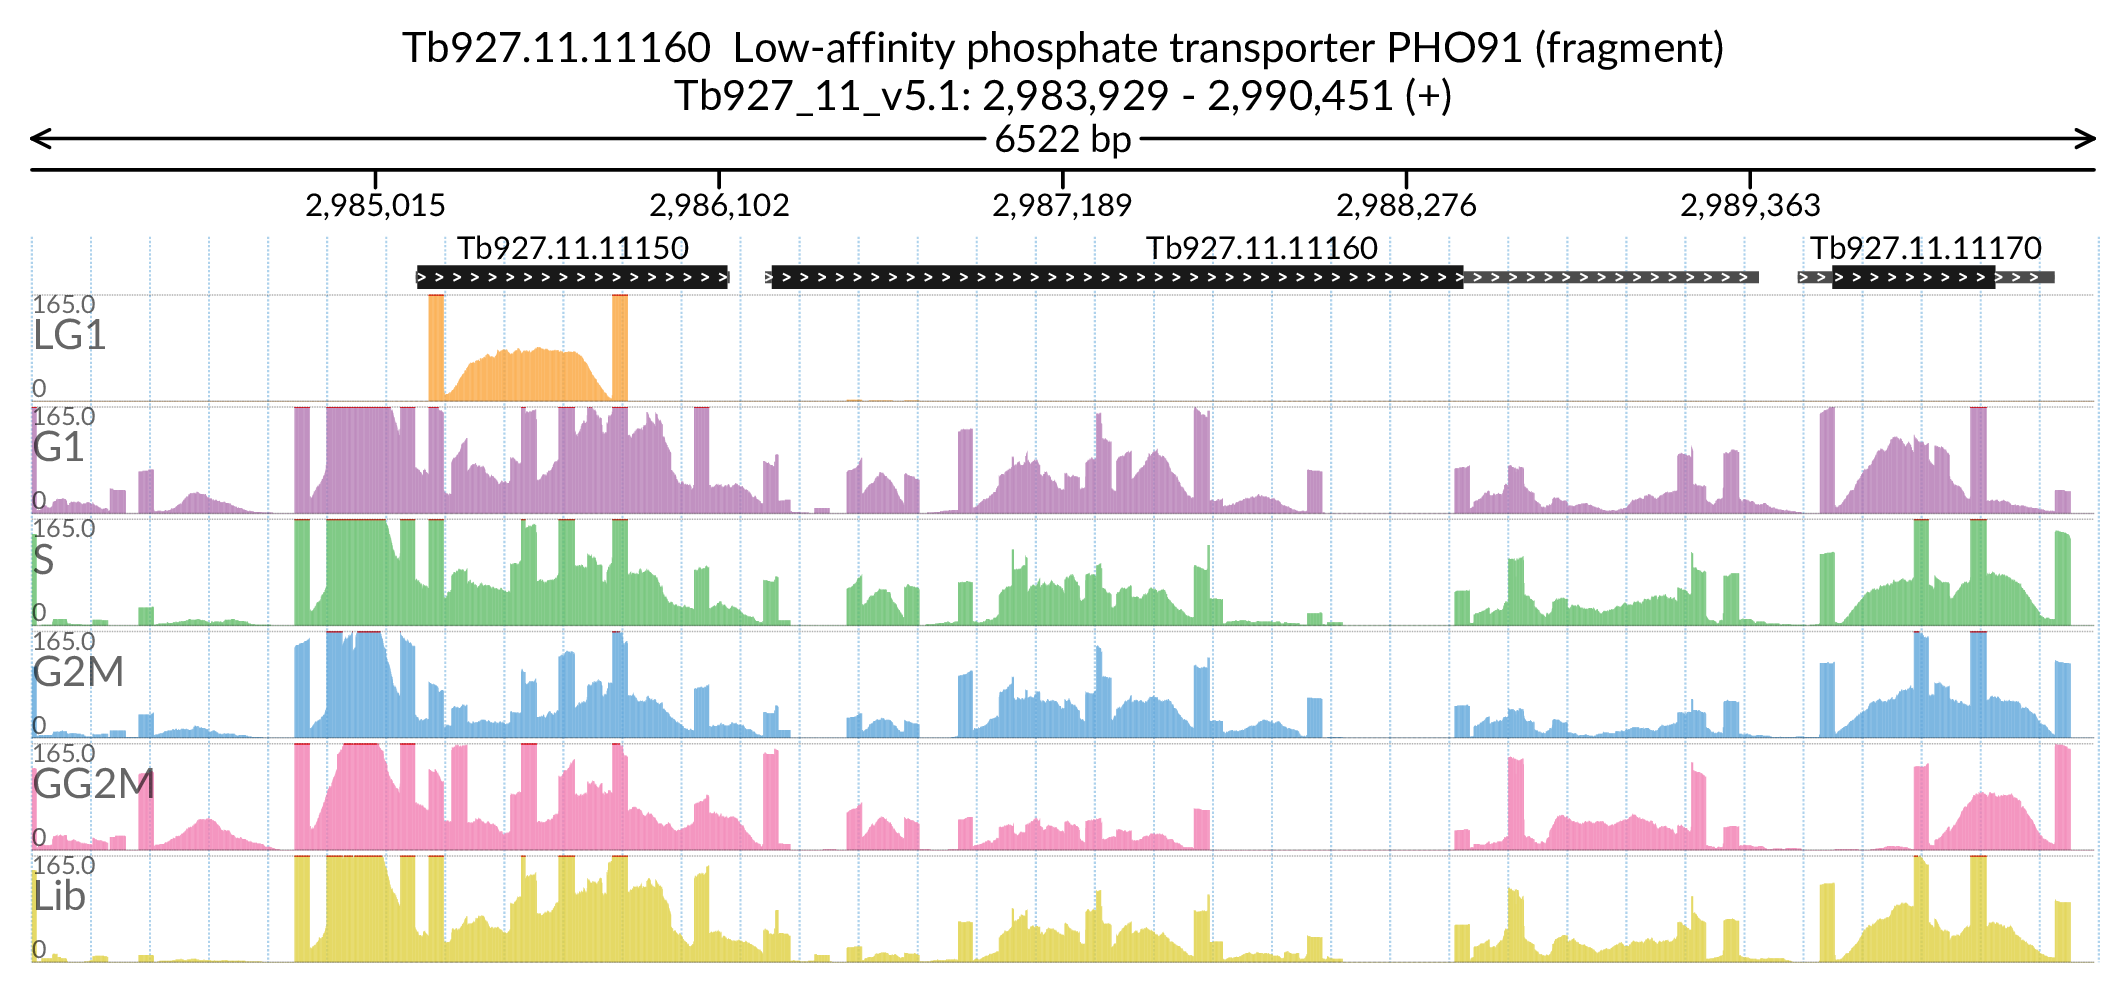 Tb927.11.11160  Low-affinity phosphate transporter PHO91 (fragment)
Tb927_11_v5.1: 2,983,929 - 2,990,451 (+)
6522 bp
2,985,015 2,986,102 2,987,189 2,988,276 2,989,363
Tb927.11.11150 Tb927.11.11160 Tb927.11.11170
165.0
LG1
0
165.0
G1
0
165.0
S
0
165.0
G2M
0
165.0
GG2M
0
165.0
Lib
0